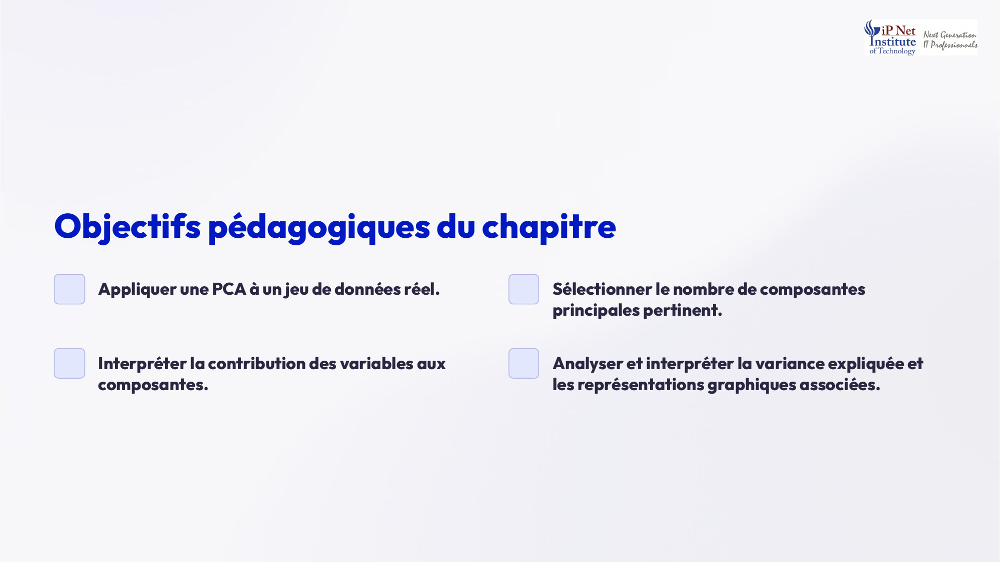 iP Net
Institute
of Technology
Next Generation
IT Professionnels
Objectifs pédagogiques du chapitre
Appliquer une PCA à un jeu de données réel.
Sélectionner le nombre de composantes
principales pertinent.
Interpréter la contribution des variables aux
composantes.
Analyser et interpréter la variance expliquée et
les représentations graphiques associées.